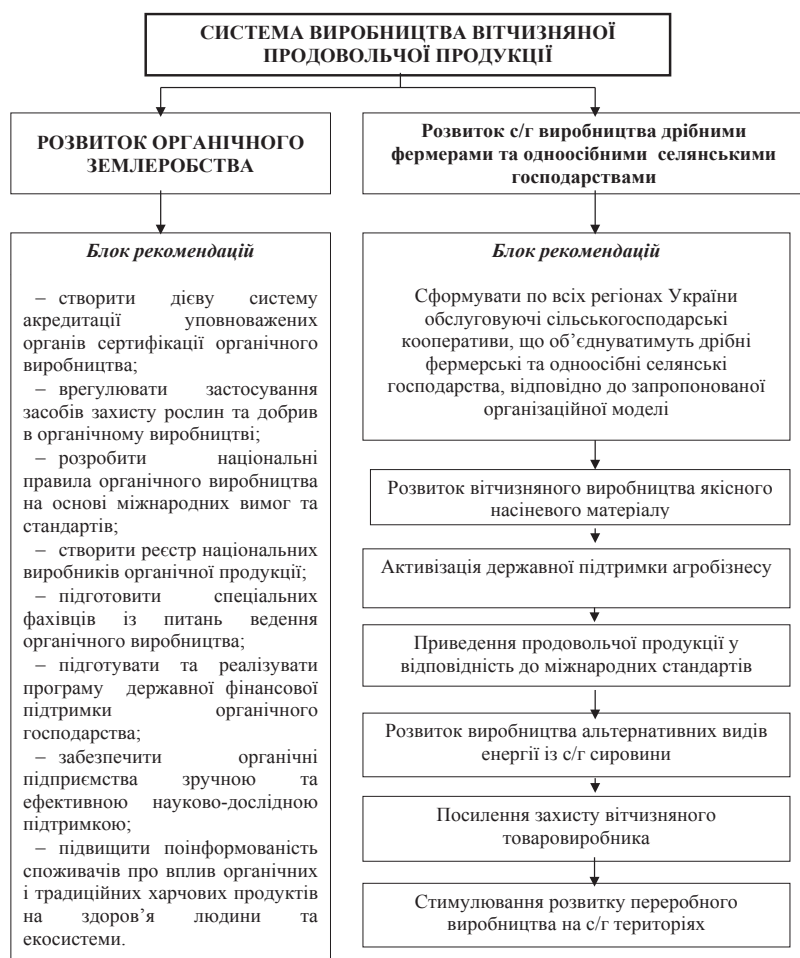 СИСТЕМА ВИРОБНИЦТВА ВІТЧИЗНЯНОЇ
ПРОДОВОЛЬЧОЇ ПРОДУКЦІЇ
РОЗВИТОК ОРГАНІЧНОГО
ЗЕМЛЕРОБСТВА
Блок рекомендацій
– створити дієву систему
акредитації уповноважених
органів сертифікації органічного
виробництва;
– врегулювати застосування
засобів захисту рослин та добрив
в органічному виробництві;
– розробити національні
правила органічного виробництва
на основі міжнародних вимог та
стандартів;
– створити реєстр національних
виробників органічної продукції;
– підготовити спеціальних
фахівців із питань ведення
органічного виробництва;
– підготувати та реалізувати
програму державної фінансової
підтримки органічного
господарства;
– забезпечити органічні
підприємства зручною та
ефективною науково-дослідною
підтримкою;
– підвищити поінформованість
споживачів про вплив органічних
і традиційних харчових продуктів
на здоров’я людини та
екосистеми.
Розвиток с/г виробництва дрібними
фермерами та одноосібними селянськими
господарствами
Блок рекомендацій
Сформувати по всіх регіонах України
обслуговуючі сільськогосподарські
кооперативи, що об’єднуватимуть дрібні
фермерські та одноосібні селянські
господарства, відповідно до запропонованої
організаційної моделі
Розвиток вітчизняного виробництва якісного
насіневого матеріалу
Активізація державної підтримки агробізнесу
Приведення продовольчої продукції у
відповідність до міжнародних стандартів
Розвиток виробництва альтернативних видів
енергії із с/г сировини
Посилення захисту вітчизняного
товаровиробника
Стимулювання розвитку переробного
виробництва на с/г територіях